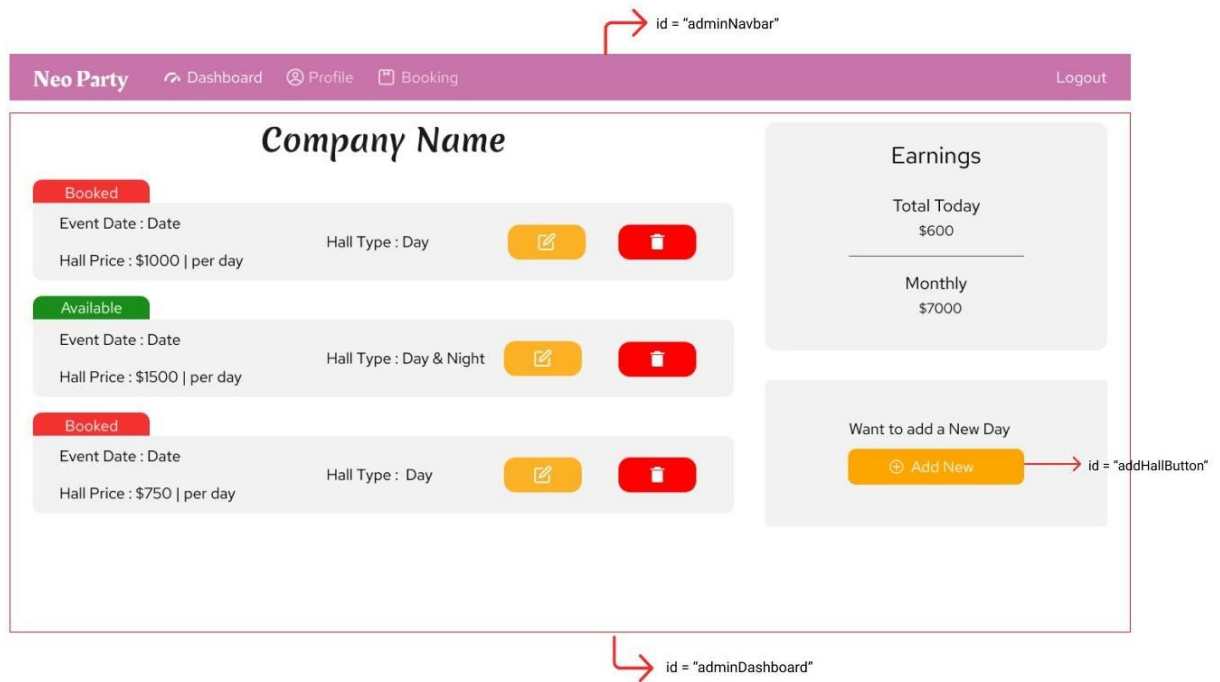 id = “adminNavbar”
Neo Party Dashboard Profile Booking Logout
Company Name
Booked
Event Date : Date
Hall Price : $1000 | per day
Hall Type : Day
Available
Event Date : Date
Hall Price : $1500 | per day
Hall Type : Day & Night
Booked
Event Date : Date
Hall Price : $750 | per day
Hall Type : Day
Earnings
Total Today
$600
Monthly
$7000
Want to add a New Day
Add New
id = “addHallButton”
id = “adminDashboard”